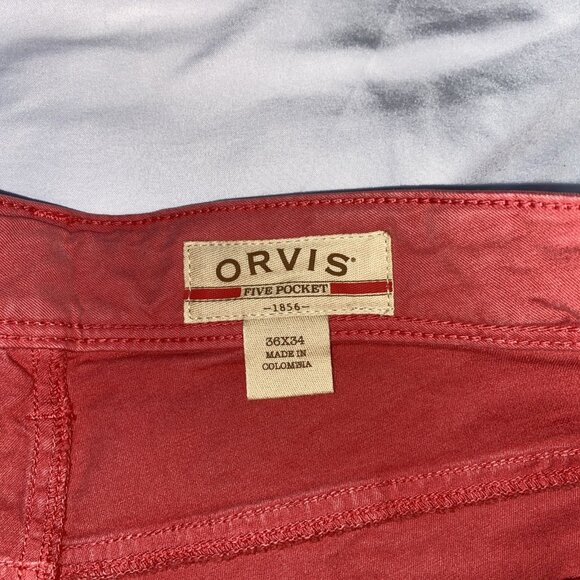 ORVIS®
FIVE POCKET
—1856—
36X34
MADE IN
COLOMBIA